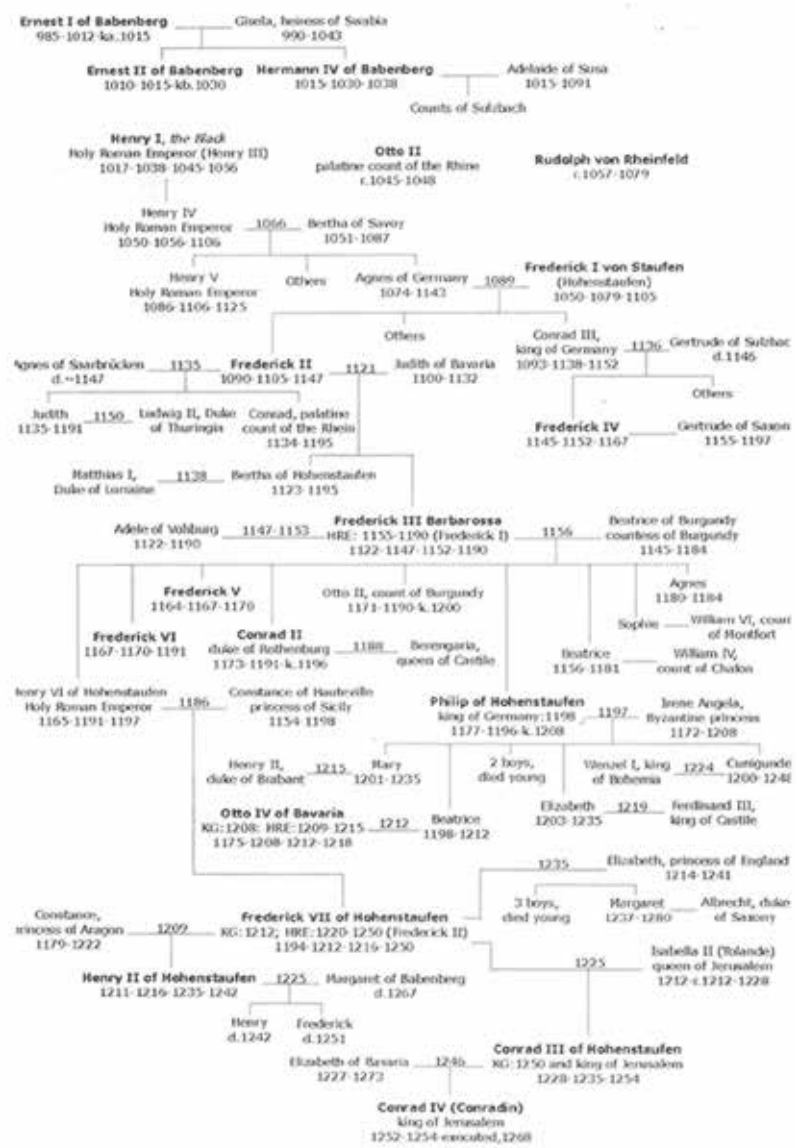 Ernest I of Babenberg
985-1012-ka.1015
Gisela, heiress of Swabia
990-1043
Ernest II of Babenberg
1010-1015-kb.1030
Hermann IV of Babenberg
1015-1030-1038
Adelaide of Susa
1015-1091
Counts of Sulzbach
Henry I, the Black
Holy Roman Emperor (Henry III)
1017-1038-1045-1056
Otto II
palatine count of the Rhine
r.1045-1048
Rudolph von Rheinfeld
r.1057-1079
Henry IV
Holy Roman Emperor
1050-1056-1106
1066
Bertha of Savoy
1051-1087
Henry V
Holy Roman Emperor
1086-1106-1125
Others
Agnes of Germany
1074-1143
1089
Frederick I von Staufen
(Hohenstaufen)
1050-1079-1105
Others
Conrad III,
king of Germany
1093-1138-1152
1136
Gertrude of Sulzbac
d.1146
Agnes of Saarbrücken
d.~1147
1135
Frederick II
1090-1105-1147
1121
Judith of Bavaria
1100-1132
Others
Judith
1135-1191
1150
Ludwig II, Duke
of Thuringia
Conrad, palatine
count of the Rhein
1134-1195
Frederick IV
1145-1152-1167
Gertrude of Saxon
1155-1197
Matthias I,
Duke of Lorraine
1138
Bertha of Hohenstaufen
1123-1195
Adele of Vohburg
1122-1190
1147-1153
Frederick III Barbarossa
HRE: 1155-1190 (Frederick I)
1122-1147-1152-1190
1156
Beatrice of Burgundy
countess of Burgundy
1145-1184
Frederick V
1164-1167-1170
Otto II, count of Burgundy
1171-1190-k.1200
Agnes
-1184
Frederick VI
1167-1170-1191
Conrad II
duke of Rothenburg
1173-1191-k.1196
1188
Berengaria,
queen of Castile
Sophie
William VI, coun
of Montfort
Beatrice
1156-1181
William IV,
count of Chalon
Henry VI of Hohenstaufen
Holy Roman Emperor
1165-1191-1197
1186
Constance of Hauteville
princess of Sicily
1154-1198
Philip of Hohenstaufen
king of Germany:1198
1177-1196-k.1208
1197
Irene Angela,
Byzantine princess
1172-1208
Henry II,
duke of Brabant
1215
Mary
1201-1235
2 boys,
died young
Wenzel I, king
of Bohemia
1224
Cunigunde
1200-1248
Otto IV of Bavaria
KG:1208: HRE:1209-1215
1175-1208-1212-1218
1212
Beatrice
1198-1212
Elizabeth
1203-1235
1219
Ferdinand III,
king of Castile
1235
Elizabeth, princess of England
1214-1241
3 boys,
died young
Margaret
1237-1280
Albrecht, duke
of Saxony
Constance,
princess of Aragon
1179-1222
1209
Frederick VII of Hohenstaufen
KG:1212; HRE:1220-1250 (Frederick II)
1194-1212-1216-1250
1225
Isabella II (Yolande)
queen of Jerusalem
1212-r.1212-1228
Henry II of Hohenstaufen
1211-1216-1235-1242
1225
Margaret of Babenberg
d.1267
Henry
d.1242
Frederick
d.1251
Elizabeth of Bavaria
1227-1273
1246
Conrad III of Hohenstaufen
KG:1250 and king of Jerusalem
1228-1235-1254
Conrad IV (Conradin)
king of Jerusalem
1252-1254-executed,1268